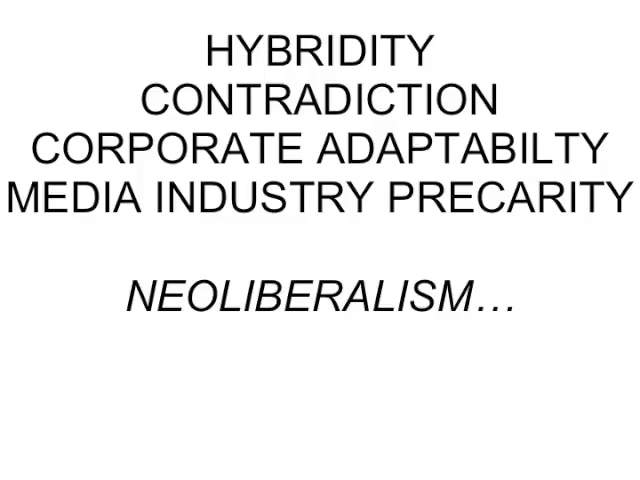 HYBRIDITY
CONTRADICTION
CORPORATE ADAPTABILTY
MEDIA INDUSTRY PRECARITY
NEOLIBERALISM…